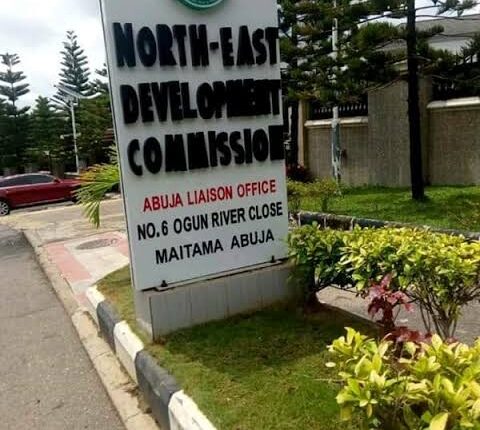 NORTH-EAST
DEVELOPMENT
COMMISSION
ABUJA LIAISON OFFICE
NO. 6 OGUN RIVER CLOSE
MAITAMA ABUJA